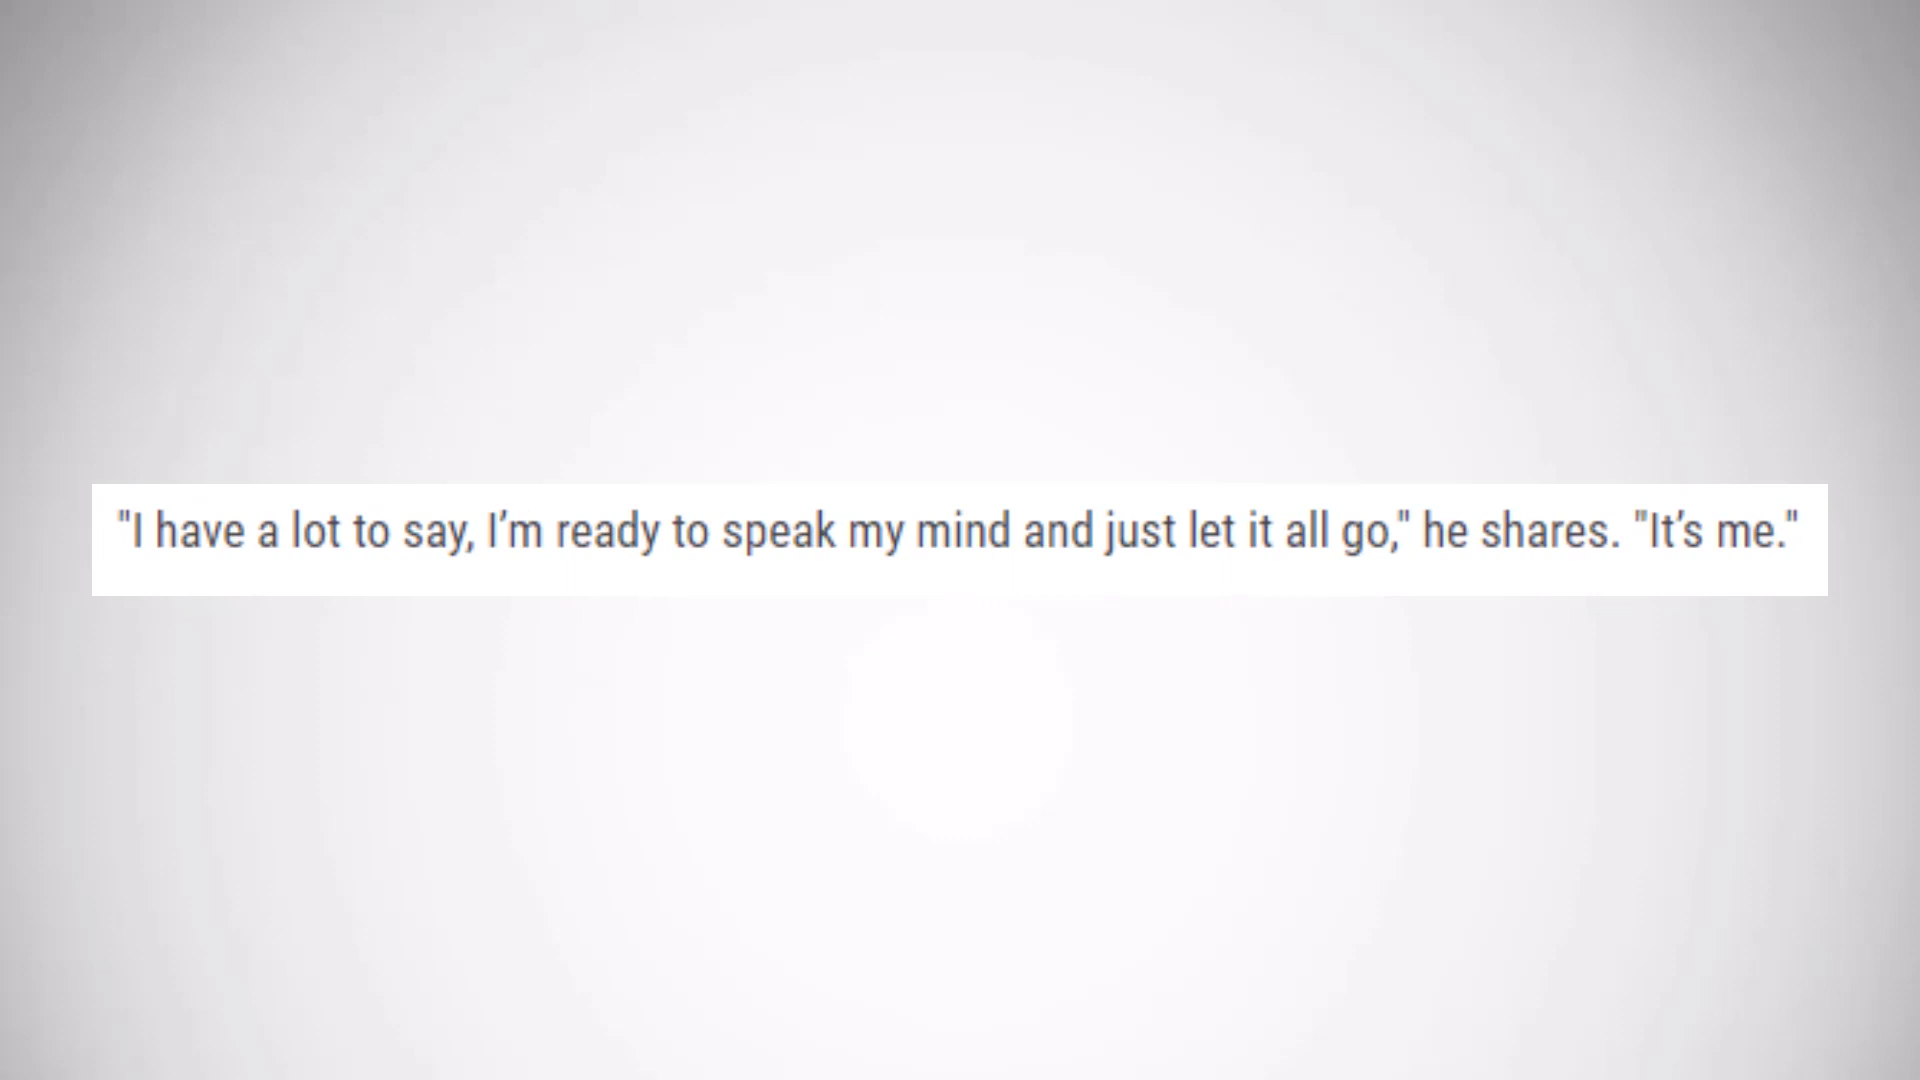 "I have a lot to say, I’m ready to speak my mind and just let it all go," he shares. "It’s me."